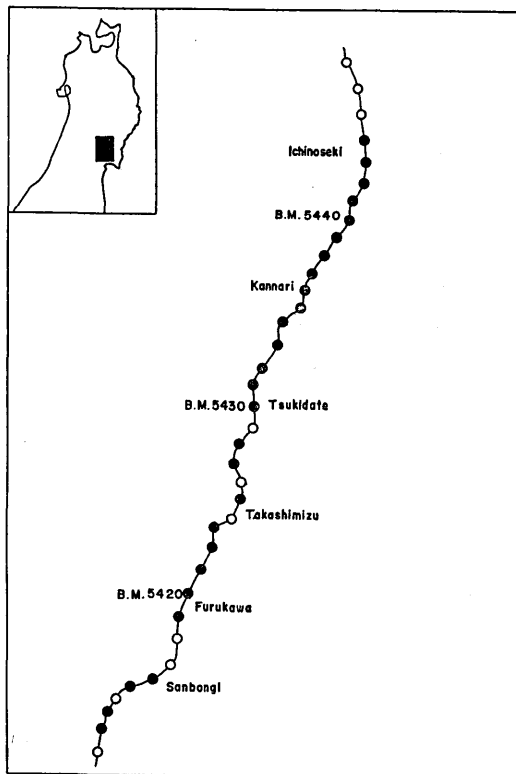 Ichinoseki
B.M. 5440
Kannari
B.M. 5430
Tsukidate
Takashimizu
B.M. 5420
Furukawa
Sanbongi